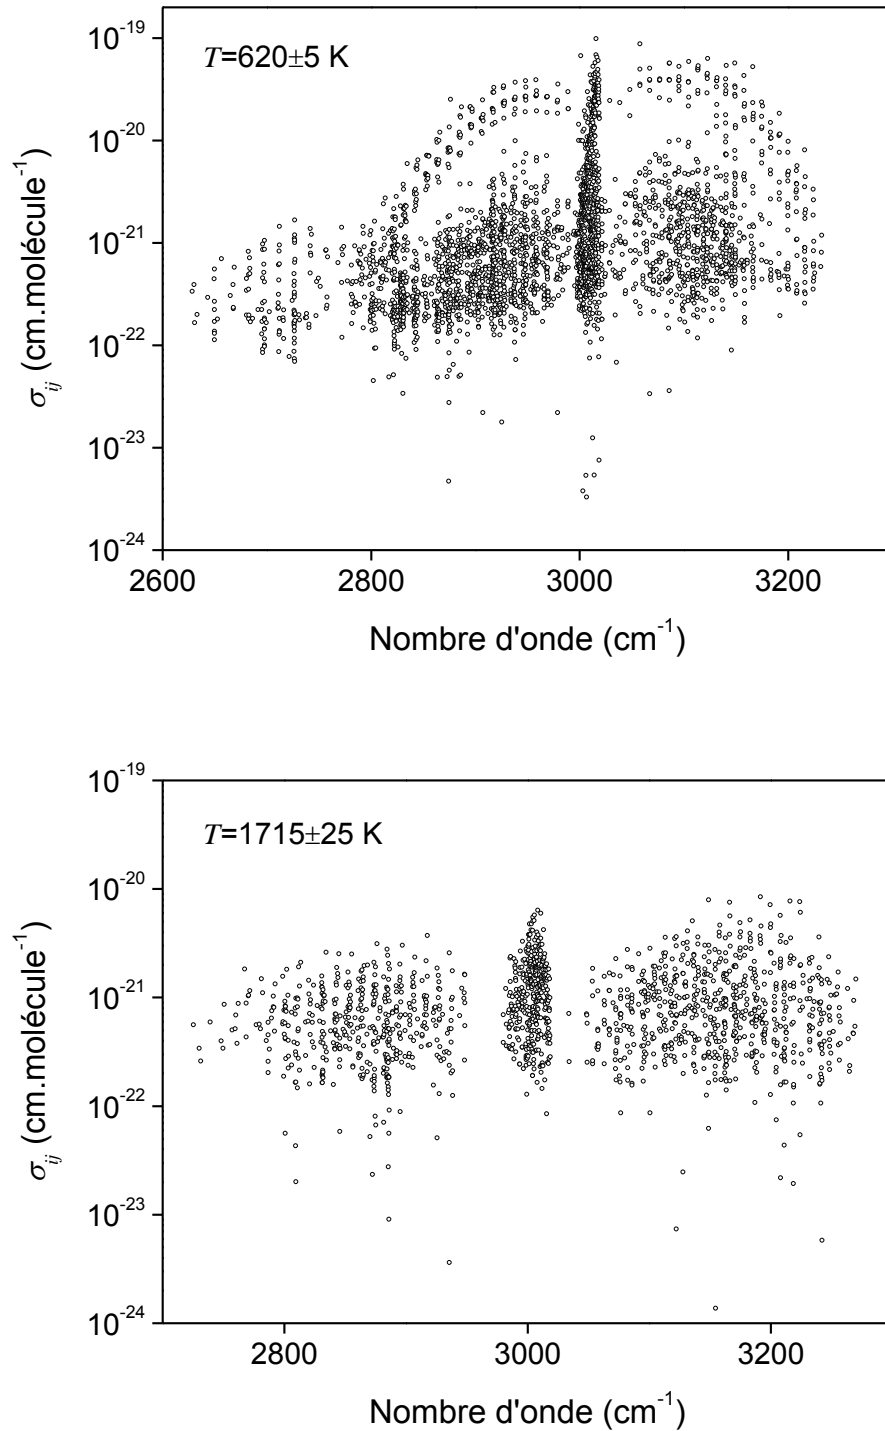 10⁻¹⁹
T=620±5 K
10⁻²⁰
10⁻²¹
10⁻²²
10⁻²³
10⁻²⁴
σij (cm.molécule⁻¹)
2600 2800 3000 3200
Nombre d'onde (cm⁻¹)
10⁻¹⁹
T=1715±25 K
10⁻²⁰
10⁻²¹
10⁻²²
10⁻²³
10⁻²⁴
σij (cm.molécule⁻¹)
2800 3000 3200
Nombre d'onde (cm⁻¹)